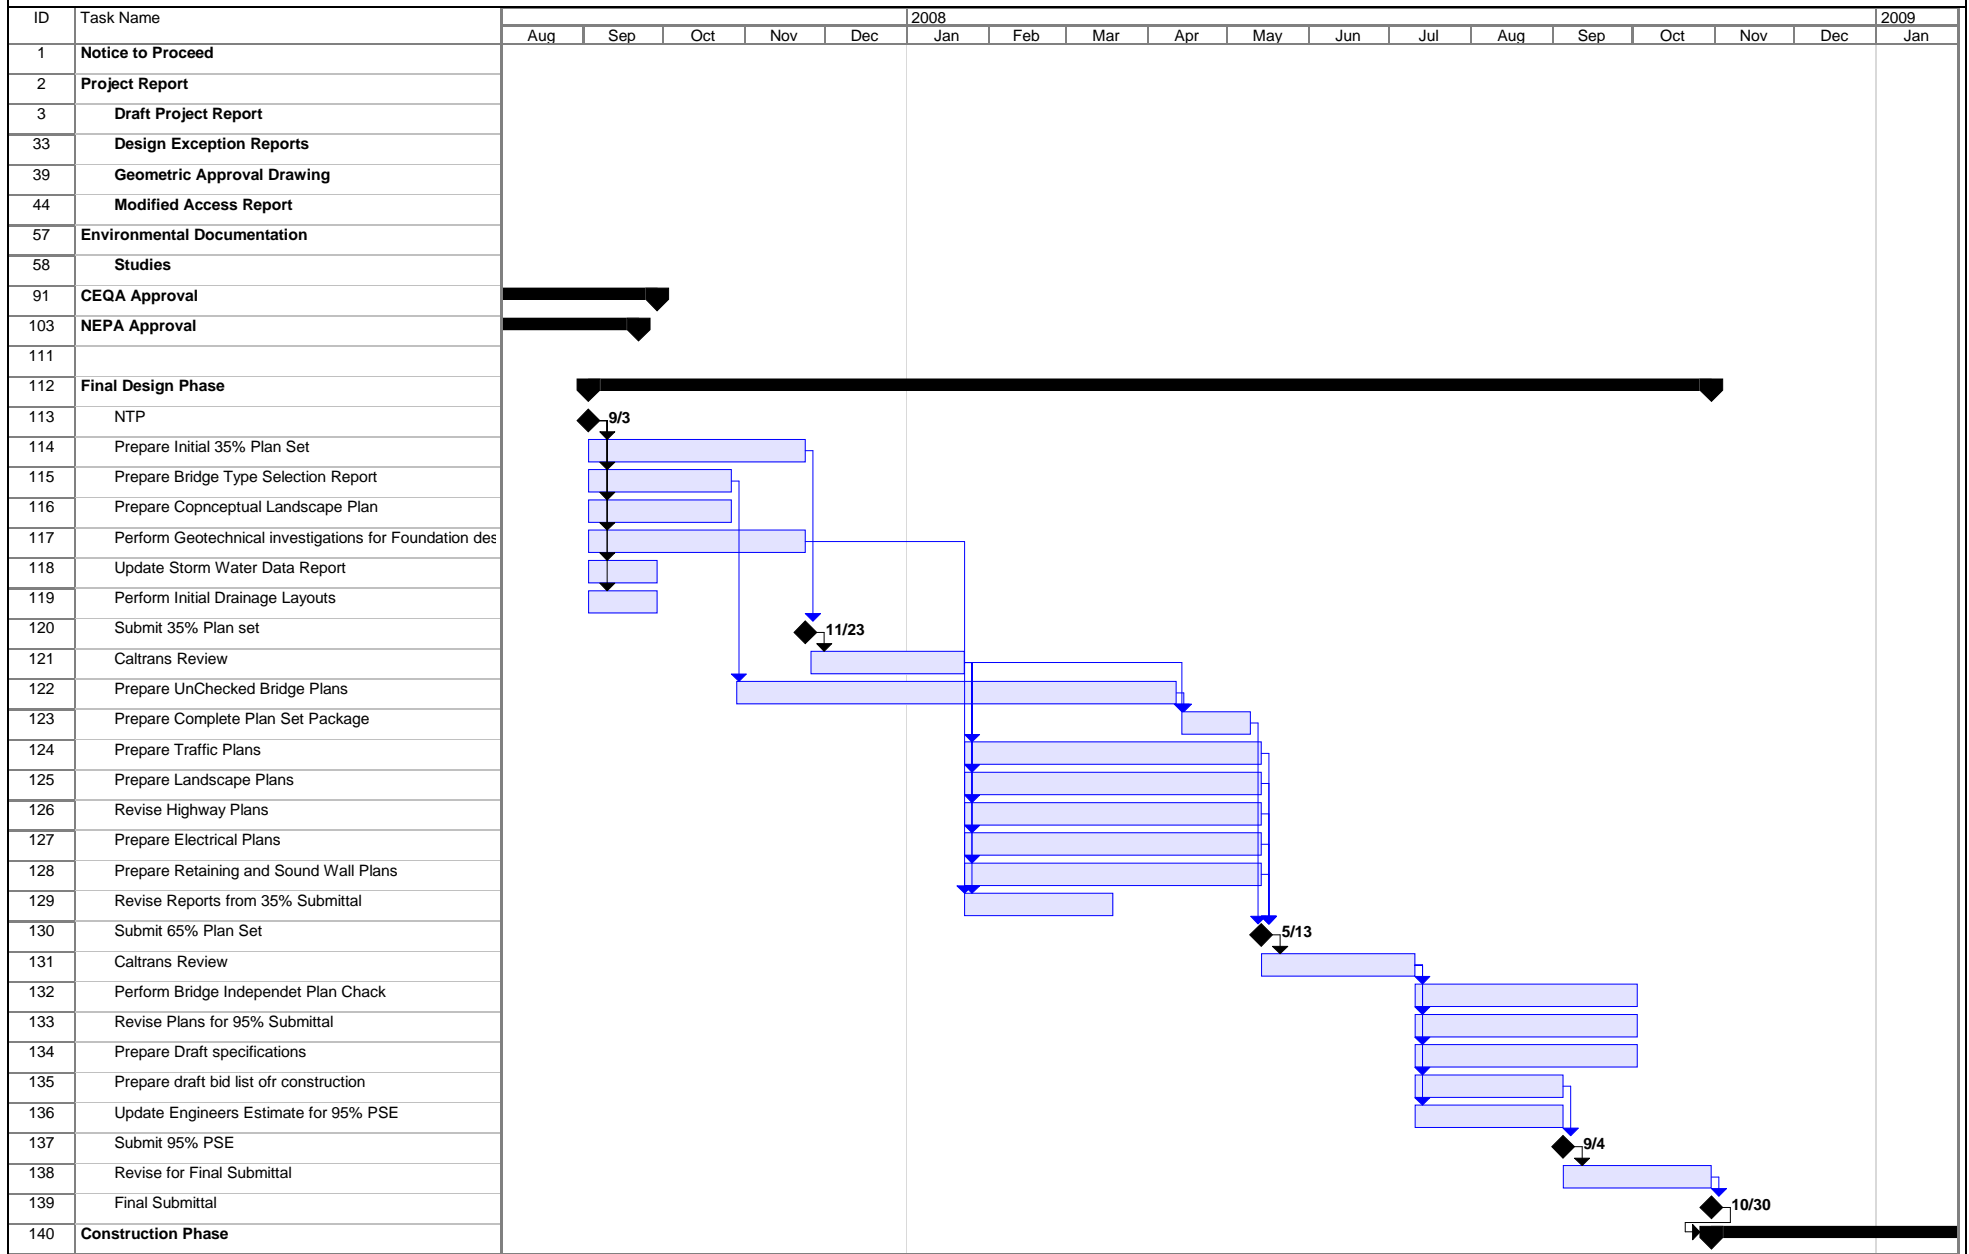 ID Task Name 2008 2009
Aug Sep Oct Nov Dec Jan Feb Mar Apr May Jun Jul Aug Sep Oct Nov Dec Jan
1 Notice to Proceed
2 Project Report
3 Draft Project Report
33 Design Exception Reports
39 Geometric Approval Drawing
44 Modified Access Report
57 Environmental Documentation
58 Studies
91 CEQA Approval
103 NEPA Approval
111
112 Final Design Phase
113 NTP 9/3
114 Prepare Initial 35% Plan Set
115 Prepare Bridge Type Selection Report
116 Prepare Copnceptual Landscape Plan
117 Perform Geotechnical investigations for Foundation des
118 Update Storm Water Data Report
119 Perform Initial Drainage Layouts
120 Submit 35% Plan set 11/23
121 Caltrans Review
122 Prepare UnChecked Bridge Plans
123 Prepare Complete Plan Set Package
124 Prepare Traffic Plans
125 Prepare Landscape Plans
126 Revise Highway Plans
127 Prepare Electrical Plans
128 Prepare Retaining and Sound Wall Plans
129 Revise Reports from 35% Submittal
130 Submit 65% Plan Set 5/13
131 Caltrans Review
132 Perform Bridge Independet Plan Chack
133 Revise Plans for 95% Submittal
134 Prepare Draft specifications
135 Prepare draft bid list ofr construction
136 Update Engineers Estimate for 95% PSE
137 Submit 95% PSE 9/4
138 Revise for Final Submittal
139 Final Submittal 10/30
140 Construction Phase